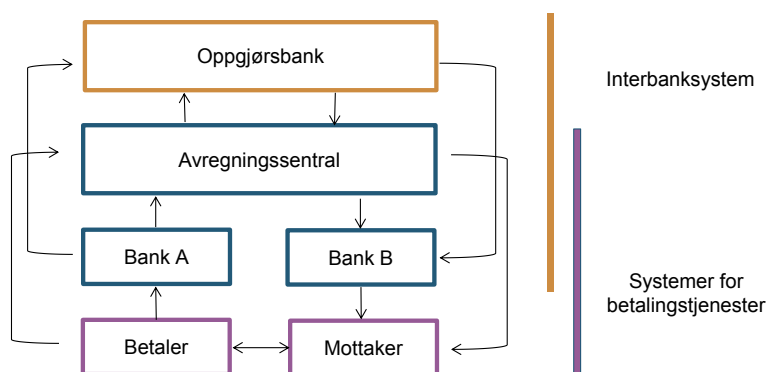 Oppgjørsbank
Interbanksystem
Avregningssentral
Bank A
Bank B
Systemer for
betalingstjenester
Betaler
Mottaker